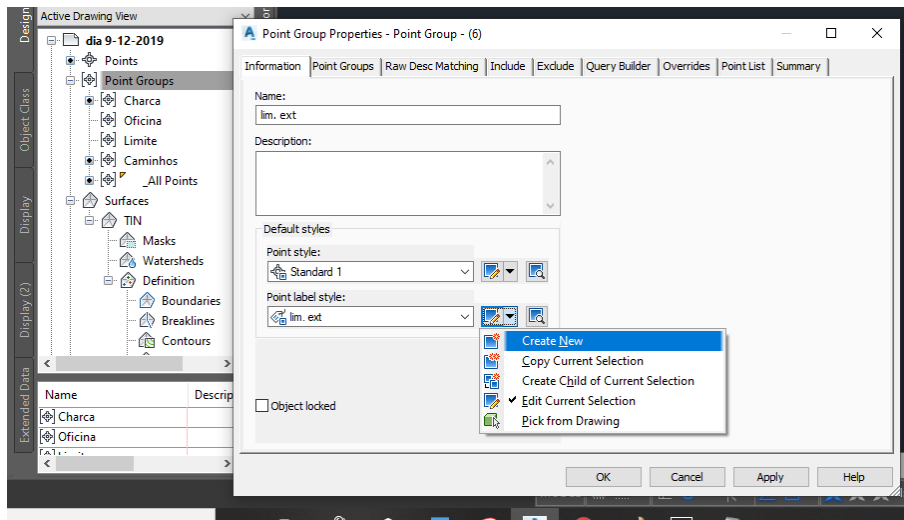 Active Drawing View
dia 9-12-2019
Points
Point Groups
Charca
Oficina
Limite
Caminhos
_All Points
Surfaces
TIN
Masks
Watersheds
Definition
Boundaries
Breaklines
Contours
Design
Object Class
Display
Display (2)
Extended Data
Name Descrip
Charca
Oficina
Point Group Properties - Point Group - (6)
Information Point Groups Raw Desc Matching Include Exclude Query Builder Overrides Point List Summary
Name:
lim. ext
Description:
Default styles
Point style:
Standard 1
Point label style:
lim. ext
Create New
Copy Current Selection
Create Child of Current Selection
Edit Current Selection
Pick from Drawing
Object locked
OK Cancel Apply Help